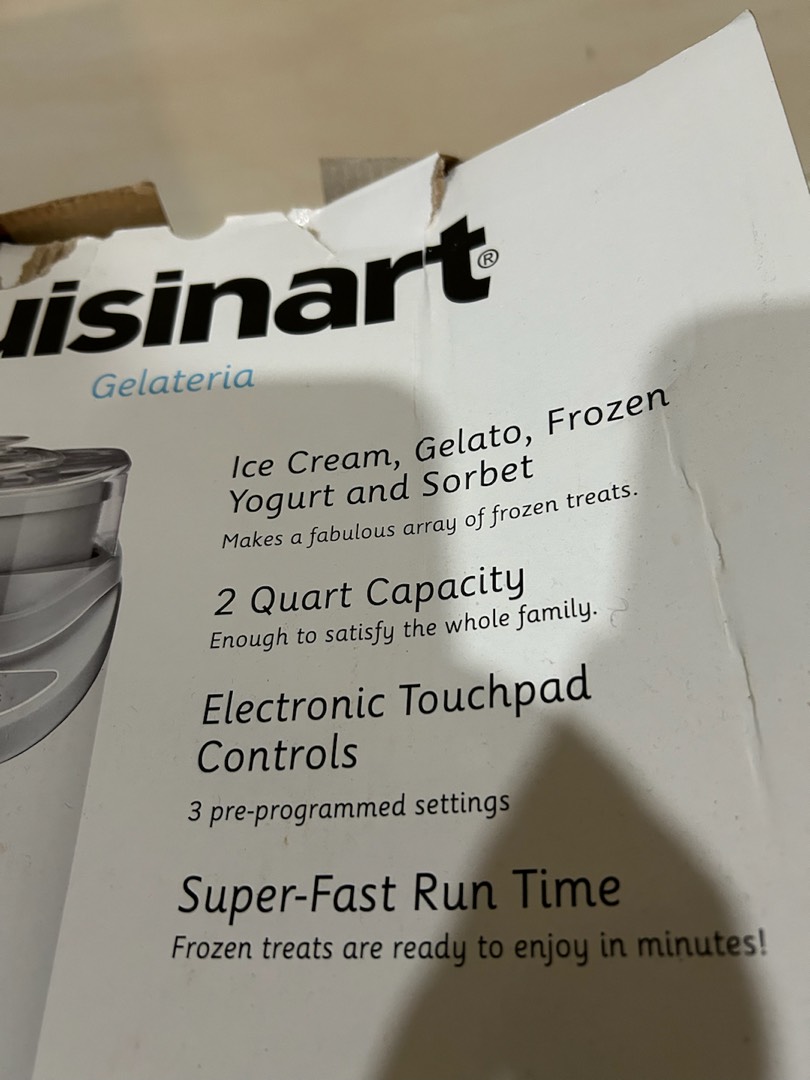 uisinart®
Gelateria
Ice Cream, Gelato, Frozen
Yogurt and Sorbet
Makes a fabulous array of frozen treats.
2 Quart Capacity
Enough to satisfy the whole family.
Electronic Touchpad
Controls
3 pre-programmed settings
Super-Fast Run Time
Frozen treats are ready to enjoy in minutes!